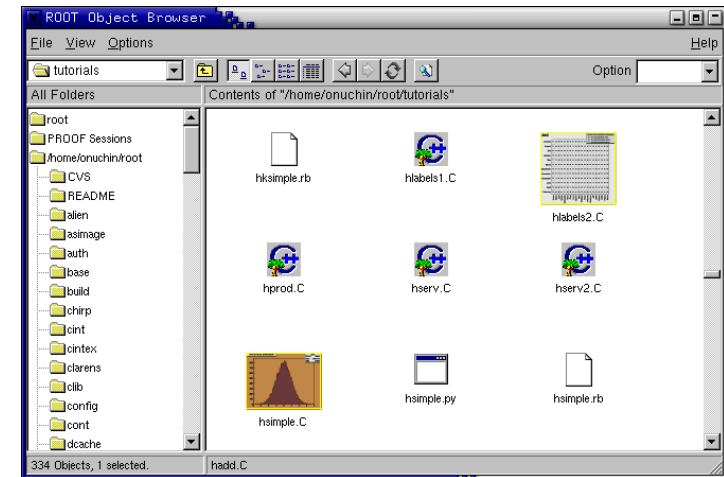 ROOT Object Browser
File View Options Help
tutorials Option
All Folders Contents of "/home/onuchin/root/tutorials"
root
PROOF Sessions
/home/onuchin/root
CVS
README
alien
asimage
auth
base
build
chirp
cint
cintex
clarens
clib
config
cont
dcache
hksimple.rb hlabels1.C hlabels2.C
hprod.C hserv.C hserv2.C
hsimple.C hsimple.py hsimple.rb
334 Objects, 1 selected. hadd.C